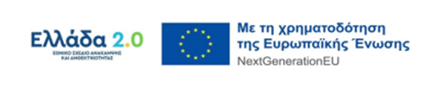 Ελλάδα 2.0
ΕΘΝΙΚΟ ΣΧΕΔΙΟ ΑΝΑΚΑΜΨΗΣ
ΚΑΙ ΑΝΘΕΚΤΙΚΟΤΗΤΑΣ
Με τη χρηματοδότηση
της Ευρωπαϊκής Ένωσης
NextGenerationEU